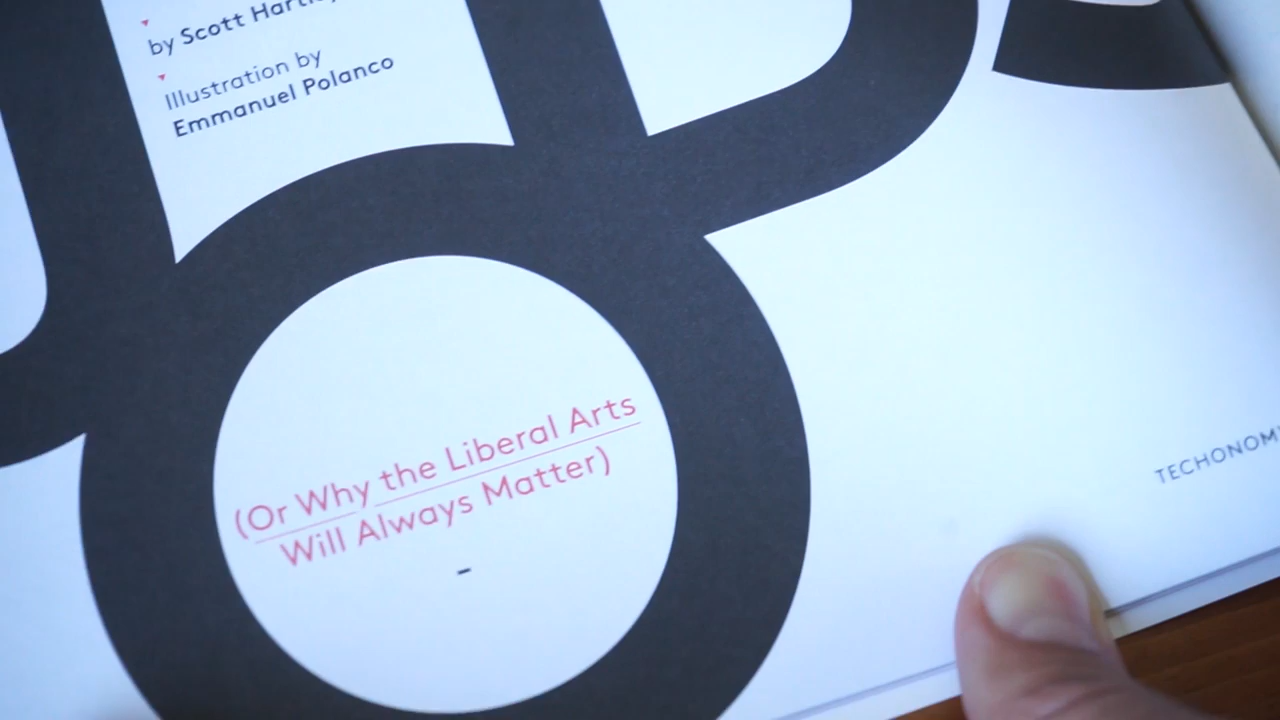 by Scott
Illustration by
Emmanuel Polanco
(Or Why the Liberal Arts
Will Always Matter)
-